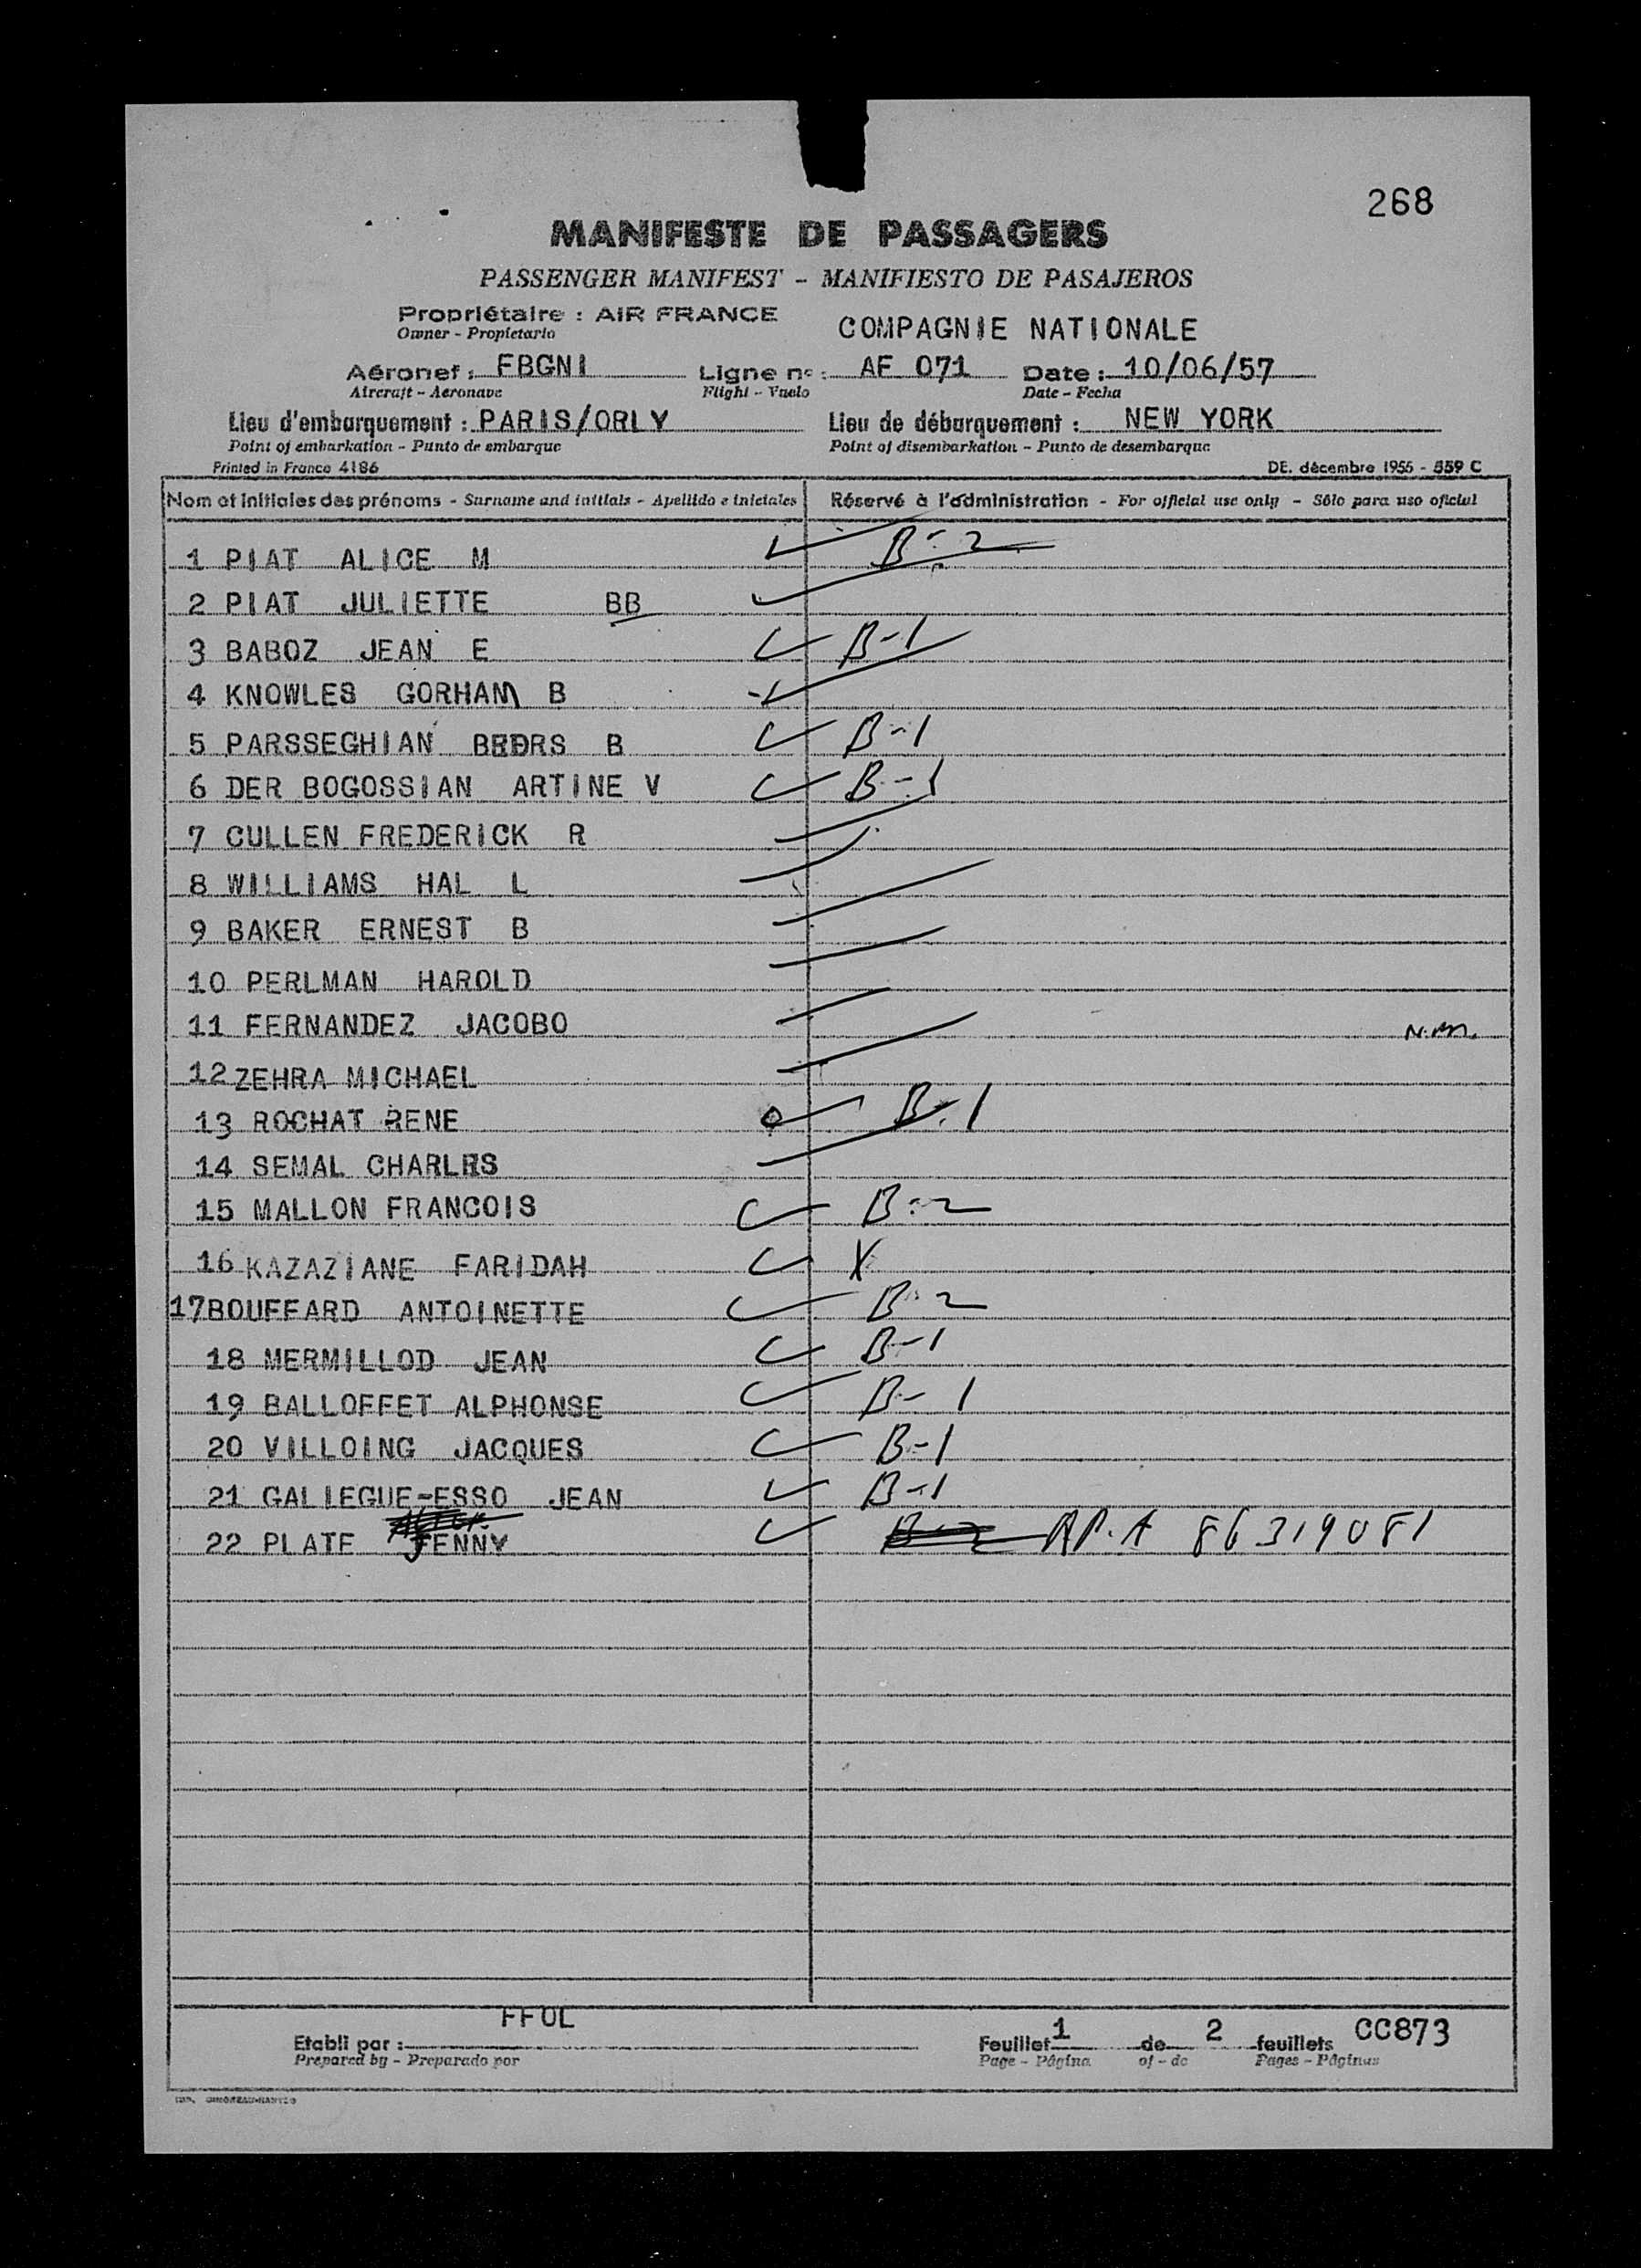 268
MANIFESTE DE PASSAGERS
PASSENGER MANIFEST - MANIFIESTO DE PASAJEROS
Propriétaire : AIR FRANCE
Owner - Propietario
COMPAGNIE NATIONALE
Aéronef : FBGNI Ligne n° : AF 071 Date : 10/06/57
Aircraft - Aeronave Flight - Vuelo Date - Fecha
Lieu d'embarquement : PARIS/ORLY Lieu de débarquement : NEW YORK
Point of embarkation - Punto de embarque Point of disembarkation - Punto de desembarque
Printed in France 4186 DE. décembre 1955 - 559 C
Nom et initiales des prénoms - Surname and initials - Apellido e iniciales Réservé à l'administration - For official use only - Sólo para uso oficial
1 PIAT ALICE M B-2
2 PIAT JULIETTE BB
3 BABOZ JEAN E B-1
4 KNOWLES GORHAM B
5 PARSSEGHIAN BEDRS B B-1
6 DER BOGOSSIAN ARTINE V B-1
7 CULLEN FREDERICK R
8 WILLIAMS HAL L
9 BAKER ERNEST B
10 PERLMAN HAROLD
11 FERNANDEZ JACOBO N.M.
12 ZEHRA MICHAEL
13 ROCHAT RENE B-1
14 SEMAL CHARLES
15 MALLON FRANCOIS B-2
16 KAZAZIANE FARIDAH X
17 BOUFFARD ANTOINETTE B-2
18 MERMILLOD JEAN B-1
19 BALLOFFET ALPHONSE B-1
20 VILLOING JACQUES B-1
21 GALLEGUE-ESSO JEAN B-1
22 PLATE JENNY B-2 RP.A 86319081
FFOL
Etabli par :
Prepared by - Preparado por
Feuillet 1 de 2 feuillets CC873
Page - Página of - de Pages - Páginas